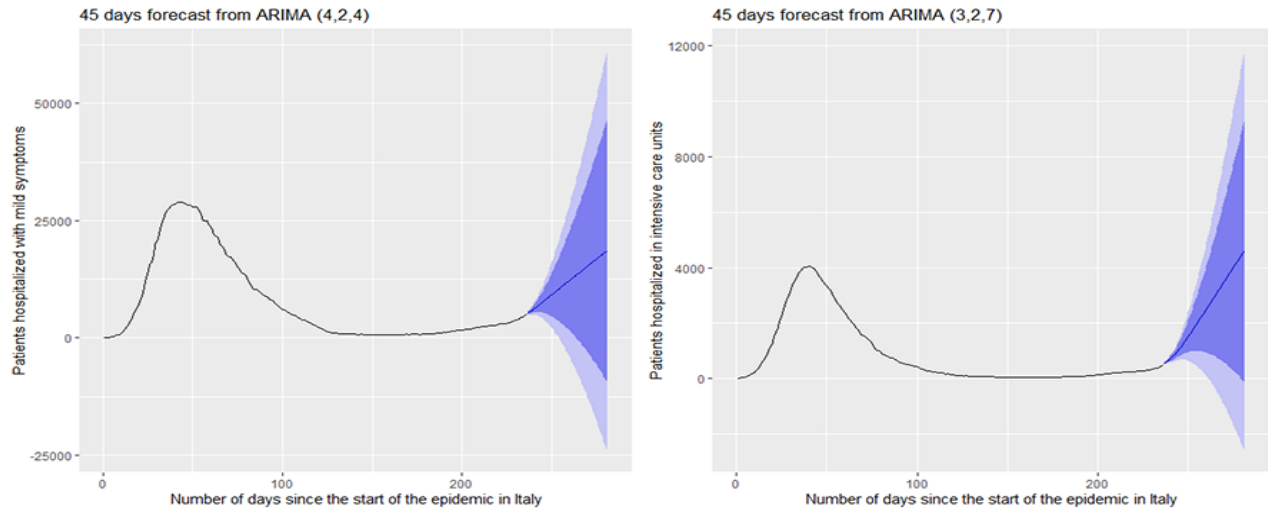 45 days forecast from ARIMA (4,2,4)
Patients hospitalized with mild symptoms
50000
25000
0
-25000
0 100 200
Number of days since the start of the epidemic in Italy
45 days forecast from ARIMA (3,2,7)
Patients hospitalized in intensive care units
12000
8000
4000
0
0 100 200
Number of days since the start of the epidemic in Italy